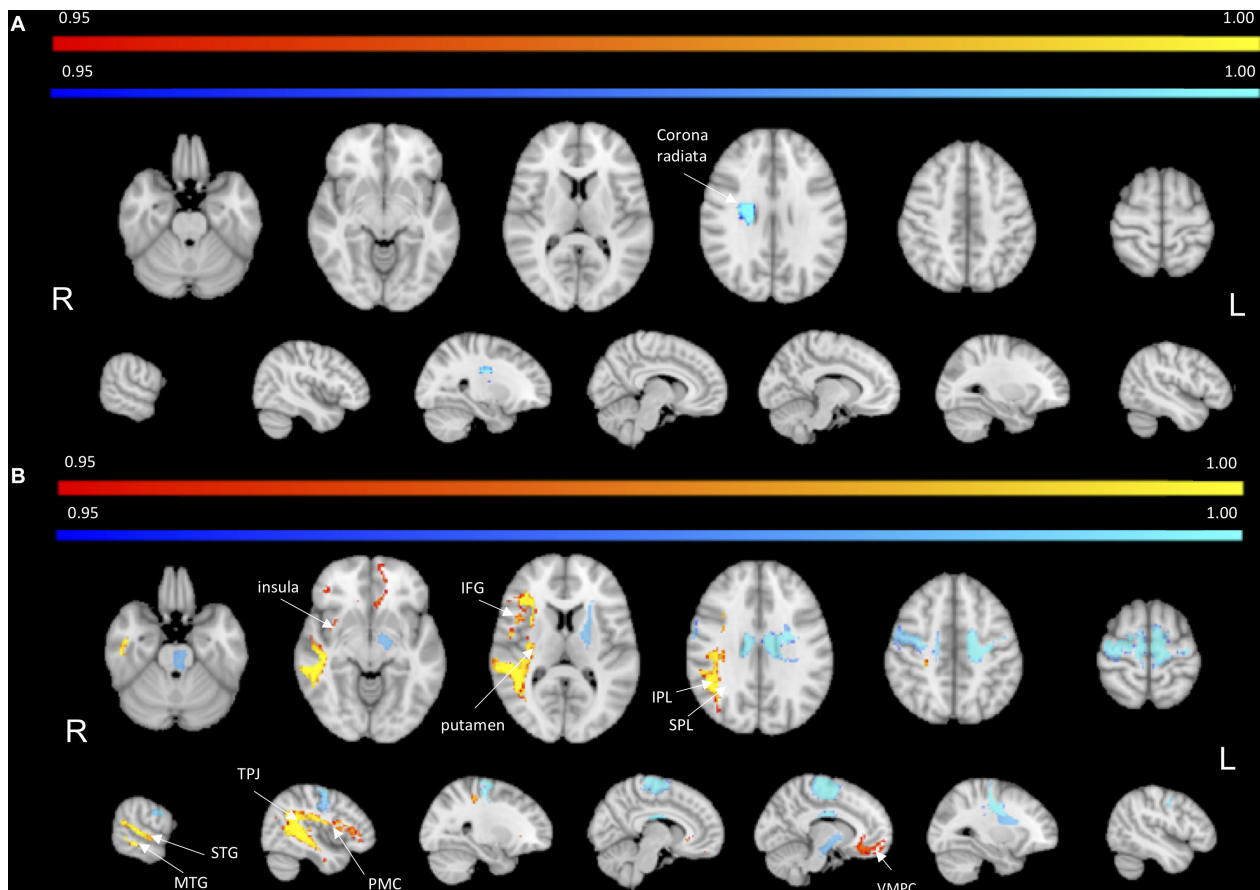 A
0.95 1.00
0.95 1.00
Corona
radiata
R L
B
0.95 1.00
0.95 1.00
insula
IFG
putamen
IPL
SPL
R L
TPJ
STG
MTG
PMC
VMPC